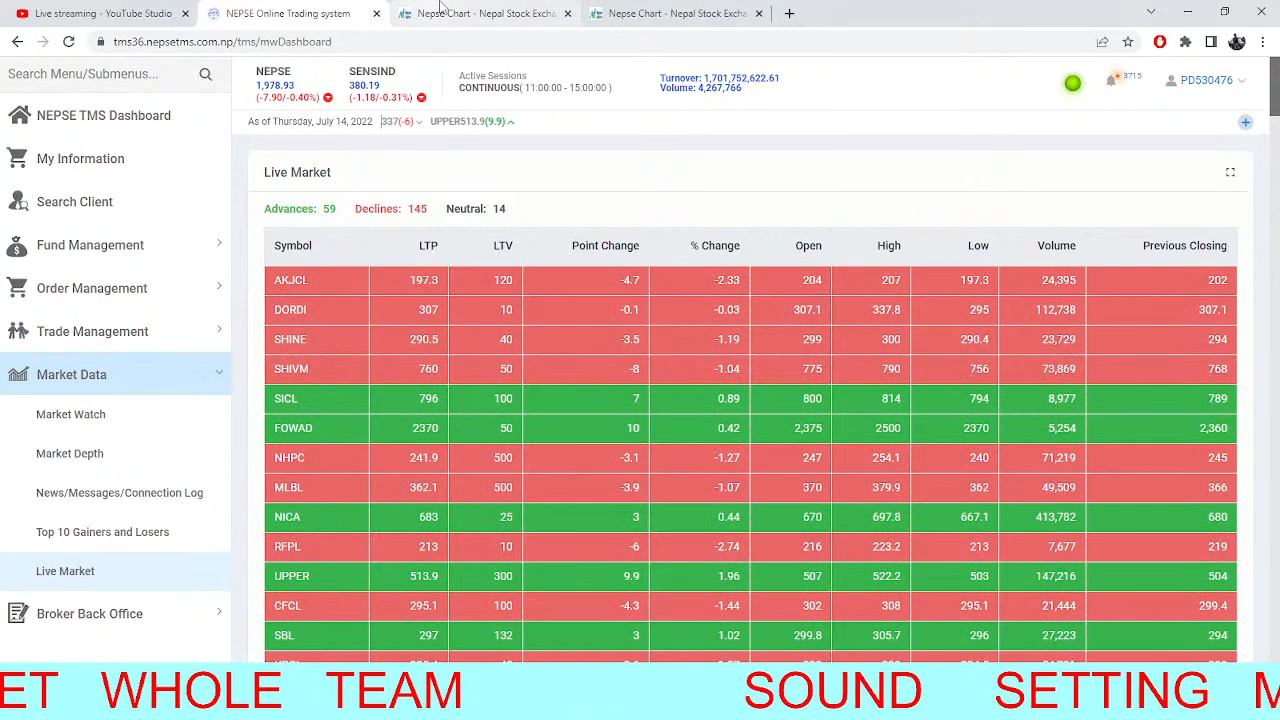 Live streaming - YouTube Studio
NEPSE Online Trading system
Nepse Chart - Nepal Stock Excha
Nepse Chart - Nepal Stock Excha
tms36.nepsetms.com.np/tms/mwDashboard
Search Menu/Submenus...
NEPSE TMS Dashboard
My Information
Search Client
Fund Management
Order Management
Trade Management
Market Data
Market Watch
Market Depth
News/Messages/Connection Log
Top 10 Gainers and Losers
Live Market
Broker Back Office
NEPSE
1,978.93
(-7.90/-0.40%)
SENSIND
380.19
(-1.18/-0.31%)
Active Sessions
CONTINUOUS( 11:00:00 - 15:00:00 )
Turnover: 1,701,752,622.61
Volume: 4,267,766
3715
PD530476
As of Thursday, July 14, 2022 337(-6) UPPER513.9(9.9)
Live Market
Advances: 59 Declines: 145 Neutral: 14
Symbol LTP LTV Point Change % Change Open High Low Volume Previous Closing
AKJCL 197.3 120 -4.7 -2.33 204 207 197.3 24,395 202
DORDI 307 10 -0.1 -0.03 307.1 337.8 295 112,738 307.1
SHINE 290.5 40 -3.5 -1.19 299 300 290.4 23,729 294
SHIVM 760 50 -8 -1.04 775 790 756 73,869 768
SICL 796 100 7 0.89 800 814 794 8,977 789
FOWAD 2370 50 10 0.42 2,375 2500 2370 5,254 2,360
NHPC 241.9 500 -3.1 -1.27 247 254.1 240 71,219 245
MLBL 362.1 500 -3.9 -1.07 370 379.9 362 49,509 366
NICA 683 25 3 0.44 670 697.8 667.1 413,782 680
RFPL 213 10 -6 -2.74 216 223.2 213 7,677 219
UPPER 513.9 300 9.9 1.96 507 522.2 503 147,216 504
CFCL 295.1 100 -4.3 -1.44 302 308 295.1 21,444 299.4
SBL 297 132 3 1.02 299.8 305.7 296 27,223 294
ET WHOLE TEAM SOUND SETTING M